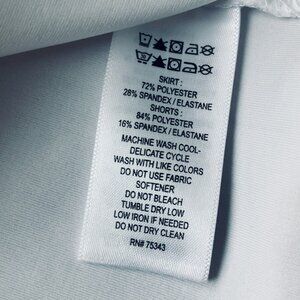 SKIRT :
72% POLYESTER
28% SPANDEX / ELASTANE
SHORTS :
84% POLYESTER
16% SPANDEX / ELASTANE
MACHINE WASH COOL-
DELICATE CYCLE
WASH WITH LIKE COLORS
DO NOT USE FABRIC
SOFTENER
DO NOT BLEACH
TUMBLE DRY LOW
LOW IRON IF NEEDED
DO NOT DRY CLEAN
RN# 75343